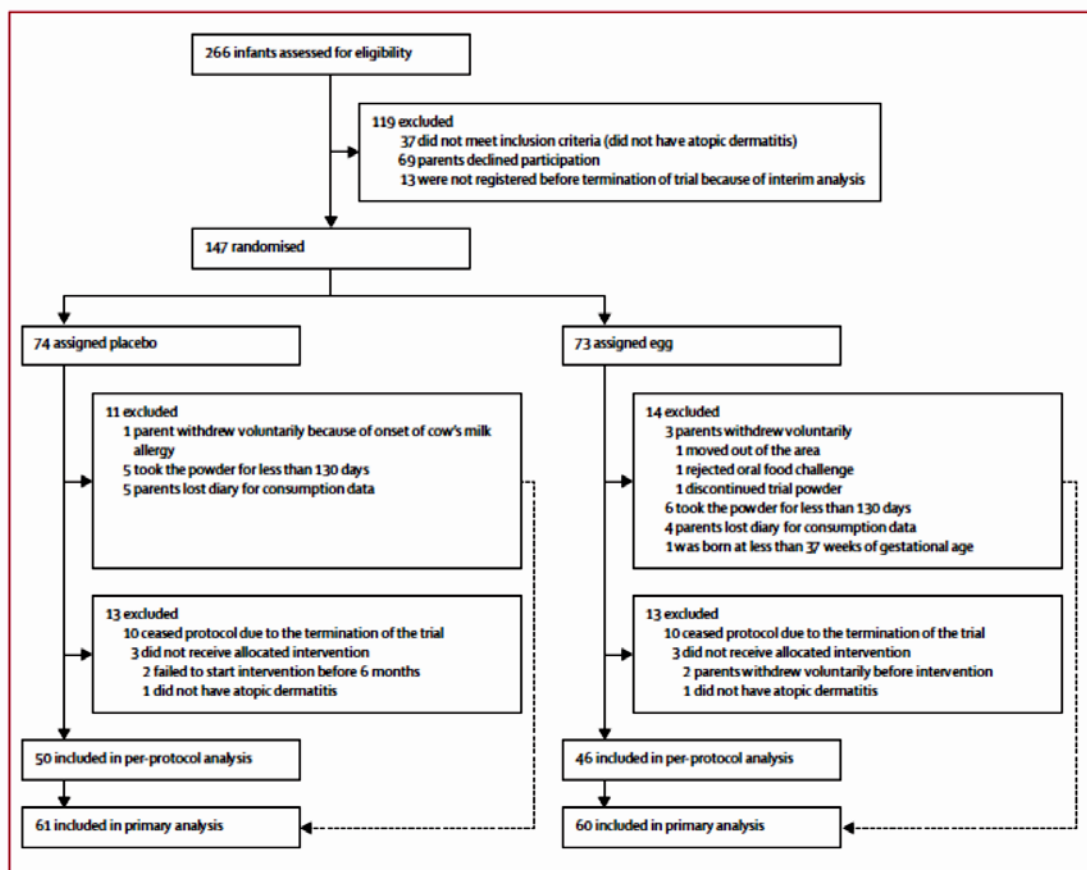 266 infants assessed for eligibility
119 excluded
37 did not meet inclusion criteria (did not have atopic dermatitis)
69 parents declined participation
13 were not registered before termination of trial because of interim analysis
147 randomised
74 assigned placebo
73 assigned egg
11 excluded
1 parent withdrew voluntarily because of onset of cow's milk
allergy
5 took the powder for less than 130 days
5 parents lost diary for consumption data
14 excluded
3 parents withdrew voluntarily
1 moved out of the area
1 rejected oral food challenge
1 discontinued trial powder
6 took the powder for less than 130 days
4 parents lost diary for consumption data
1 was born at less than 37 weeks of gestational age
13 excluded
10 ceased protocol due to the termination of the trial
3 did not receive allocated intervention
2 failed to start intervention before 6 months
1 did not have atopic dermatitis
13 excluded
10 ceased protocol due to the termination of the trial
3 did not receive allocated intervention
2 parents withdrew voluntarily before intervention
1 did not have atopic dermatitis
50 included in per-protocol analysis
46 included in per-protocol analysis
61 included in primary analysis
60 included in primary analysis